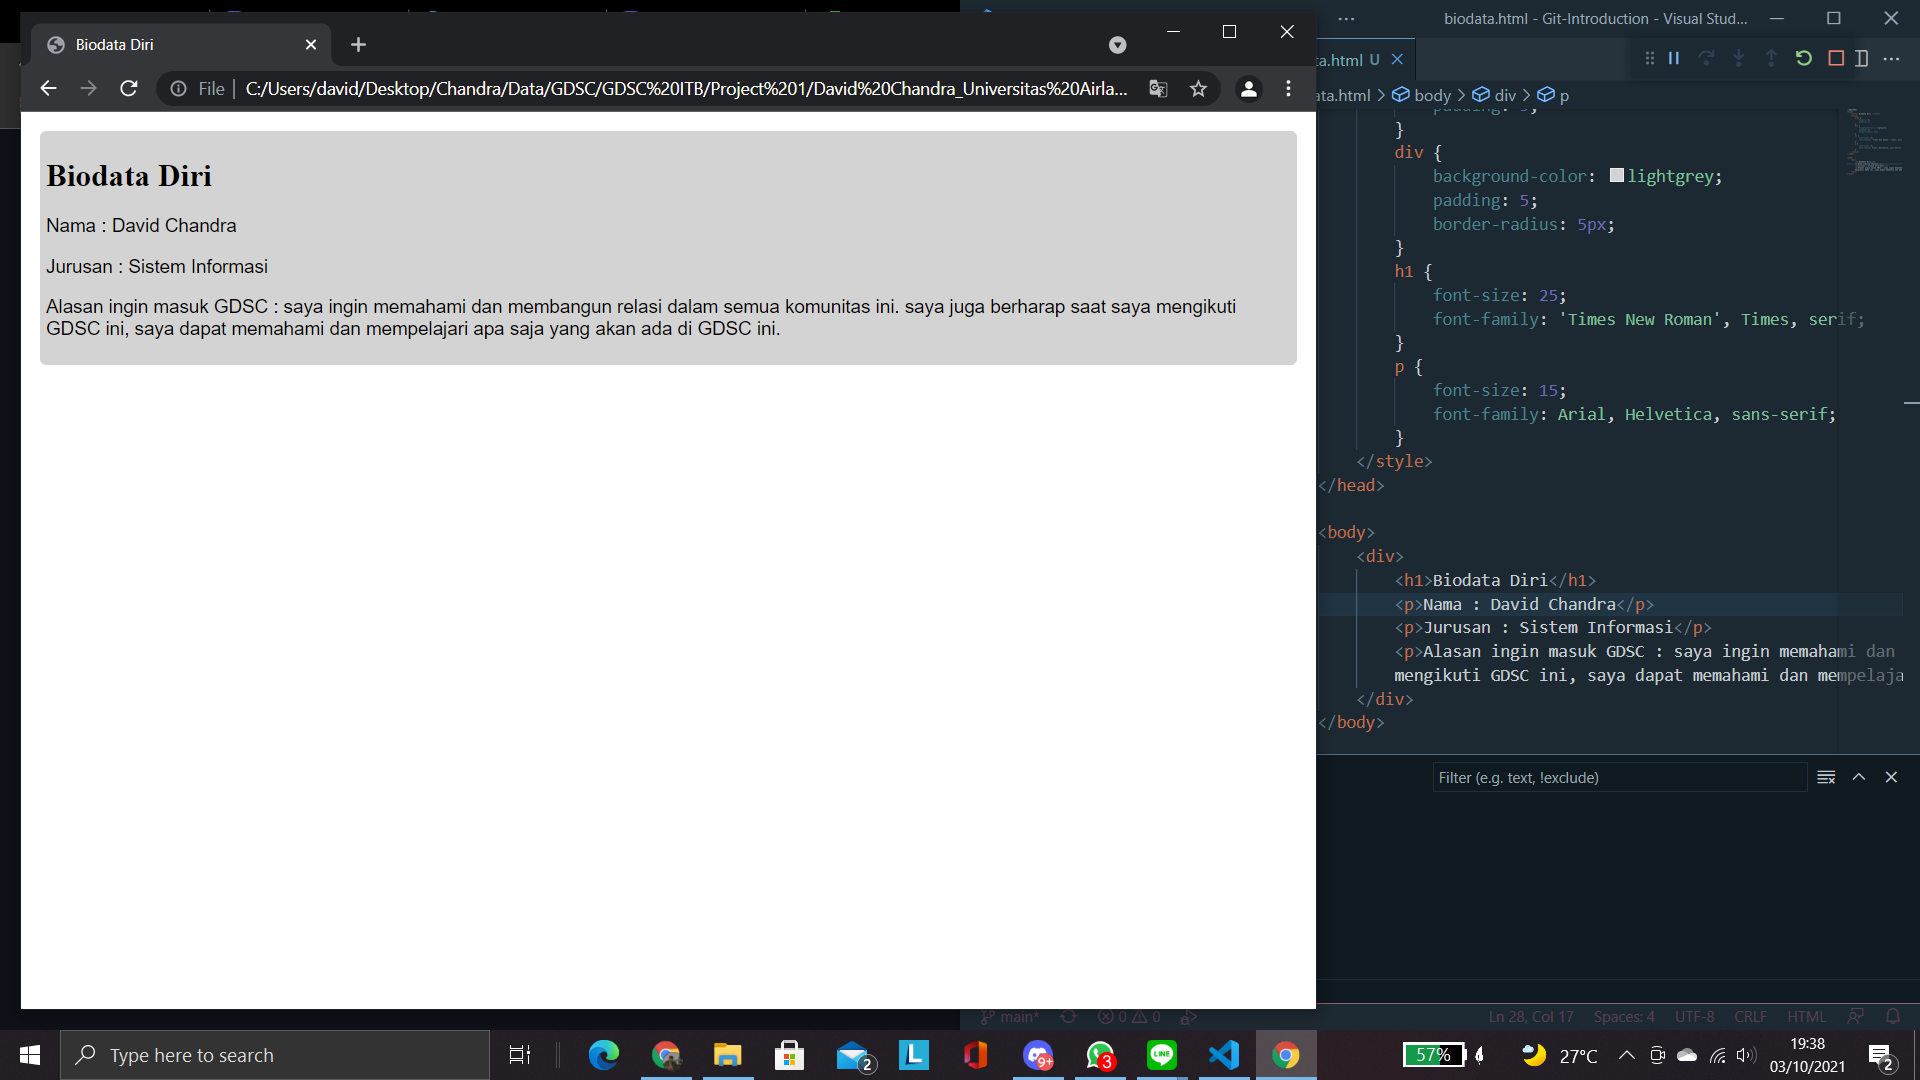 Biodata Diri
File
C:/Users/david/Desktop/Chandra/Data/GDSC/GDSC%20ITB/Project%201/David%20Chandra_Universitas%20Airla...
Biodata Diri
Nama : David Chandra
Jurusan : Sistem Informasi
Alasan ingin masuk GDSC : saya ingin memahami dan membangun relasi dalam semua komunitas ini. saya juga berharap saat saya mengikuti
GDSC ini, saya dapat memahami dan mempelajari apa saja yang akan ada di GDSC ini.
biodata.html - Git-Introduction - Visual Stud...
ta.html U
ata.html > body > div > p
}
div {
background-color: lightgrey;
padding: 5;
border-radius: 5px;
}
h1 {
font-size: 25;
font-family: 'Times New Roman', Times, serif;
}
p {
font-size: 15;
font-family: Arial, Helvetica, sans-serif;
}
</style>
</head>
<body>
<div>
<h1>Biodata Diri</h1>
<p>Nama : David Chandra</p>
<p>Jurusan : Sistem Informasi</p>
<p>Alasan ingin masuk GDSC : saya ingin memahami dan
mengikuti GDSC ini, saya dapat memahami dan mempelaja
</div>
</body>
Filter (e.g. text, !exclude)
main* 0 0 Ln 28, Col 17 Spaces: 4 UTF-8 CRLF HTML
Type here to search
2
L
9+
3
LINE
57%
27°C
19:38
03/10/2021
2